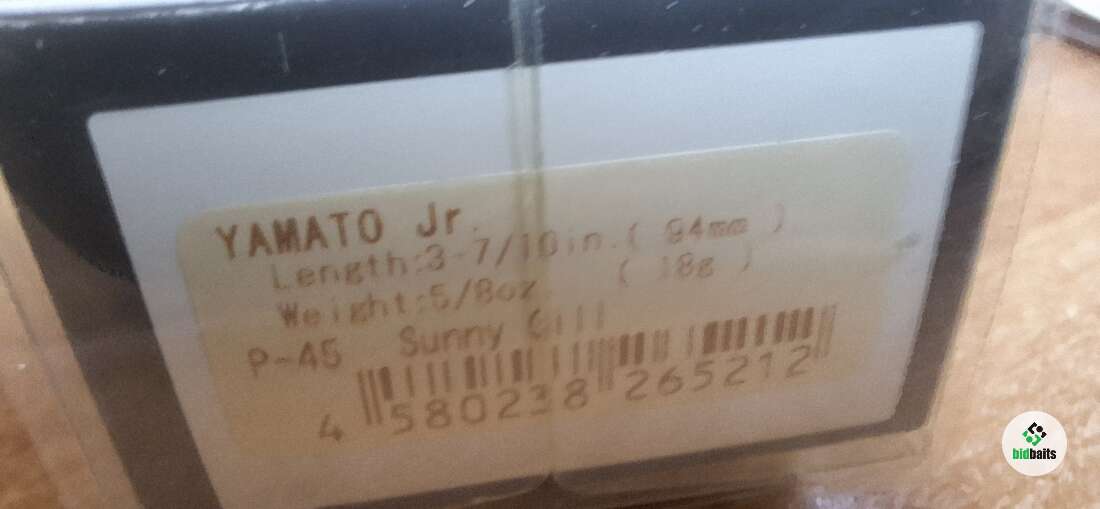 YAMATO Jr.
Length:3-7/10in.( 94mm )
Weight:5/8oz. ( 18g )
P-45 Sunny Gill
4 580238 265212
bidbaits